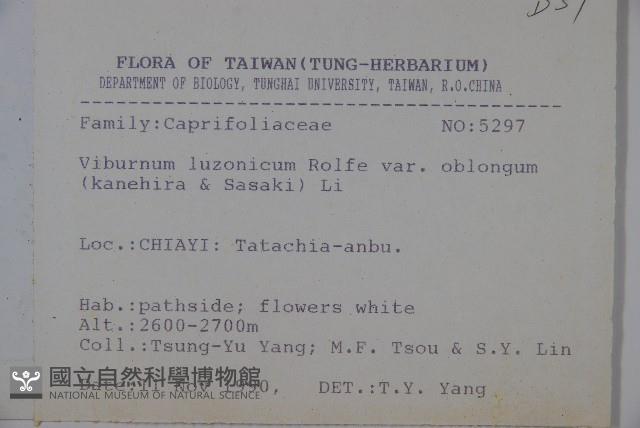 FLORA OF TAIWAN(TUNG-HERBARIUM)
DEPARTMENT OF BIOLOGY, TUNGHAI UNIVERSITY, TAIWAN, R.O.CHINA
Family:Caprifoliaceae NO:5297
Viburnum luzonicum Rolfe var. oblongum
(kanehira & Sasaki) Li
Loc.:CHIAYI: Tatachia-anbu.
Hab.:pathside; flowers white
Alt.:2600-2700m
Coll.:Tsung-Yu Yang; M.F. Tsou & S.Y. Lin
Date: Nov 1990, DET.:T.Y. Yang
國立自然科學博物館
NATIONAL MUSEUM OF NATURAL SCIENCE